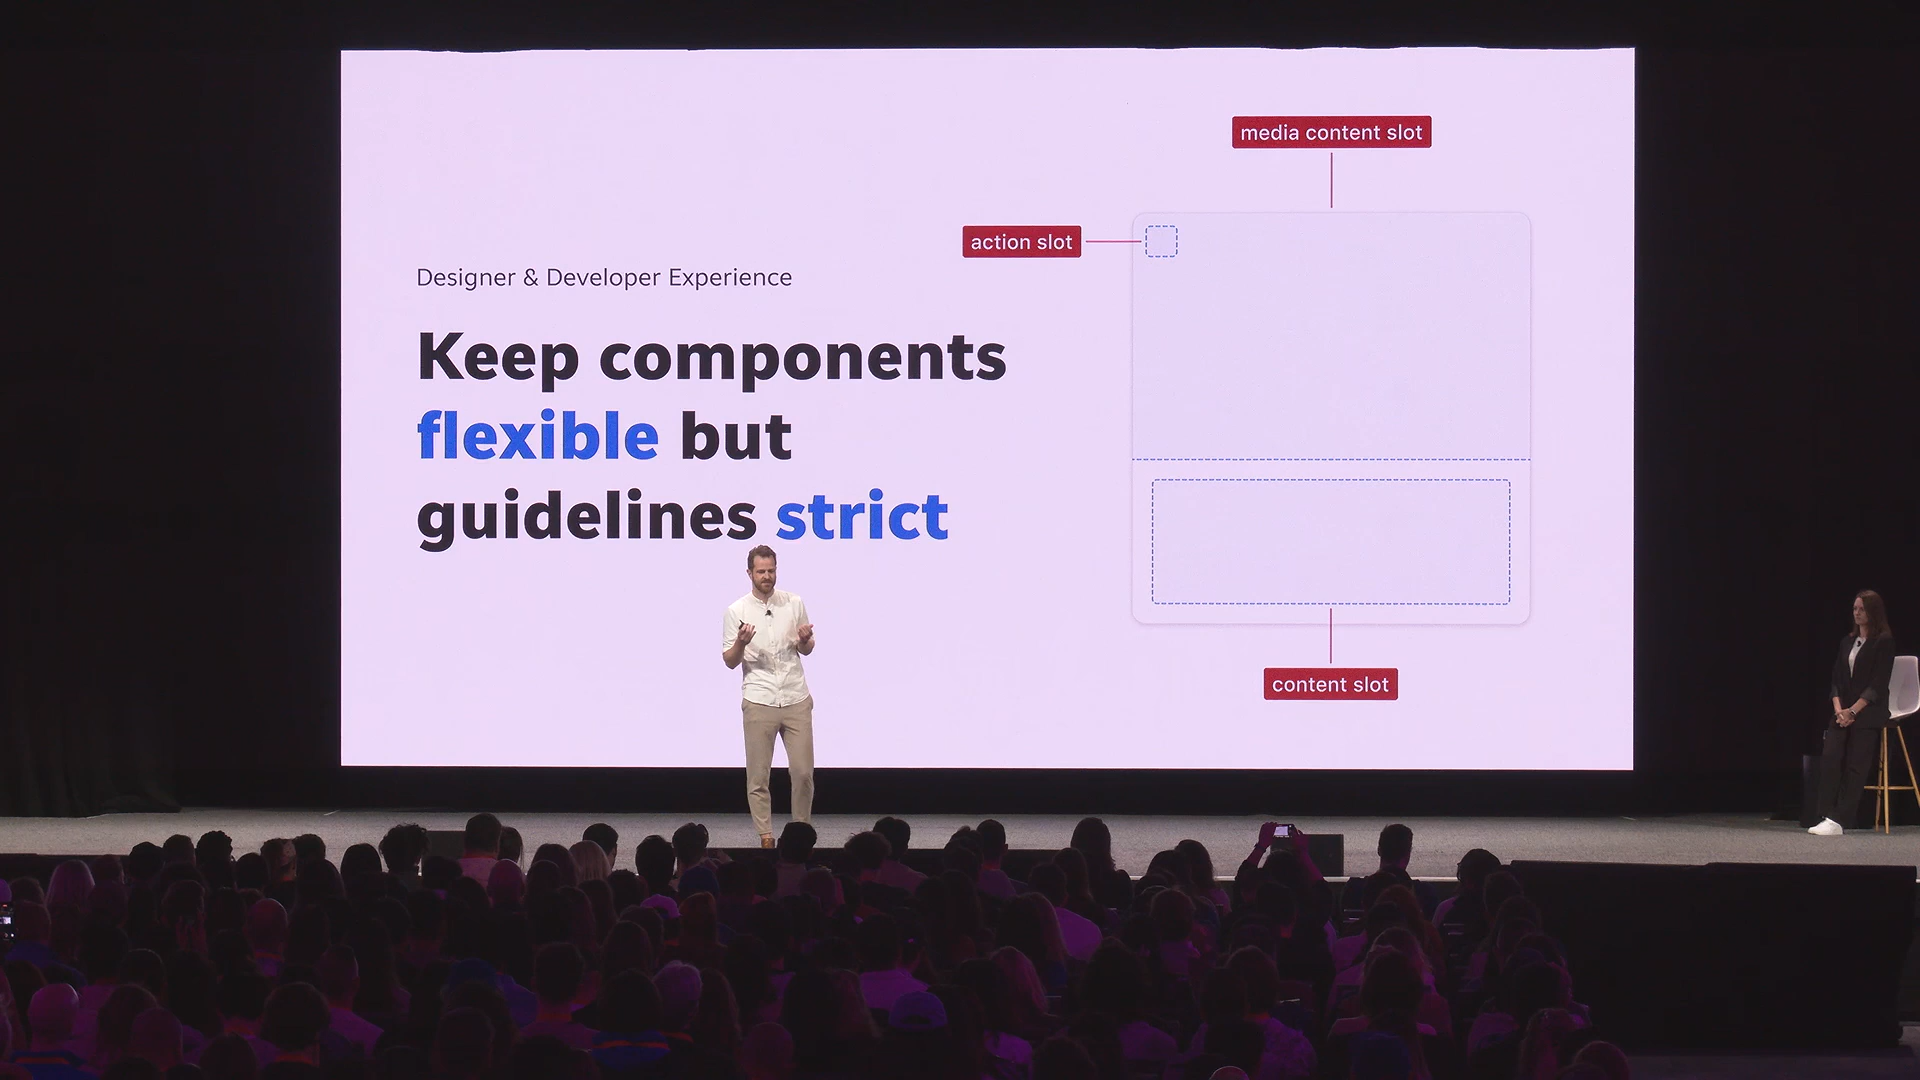 Designer & Developer Experience
Keep components
flexible but
guidelines strict
media content slot
action slot
content slot